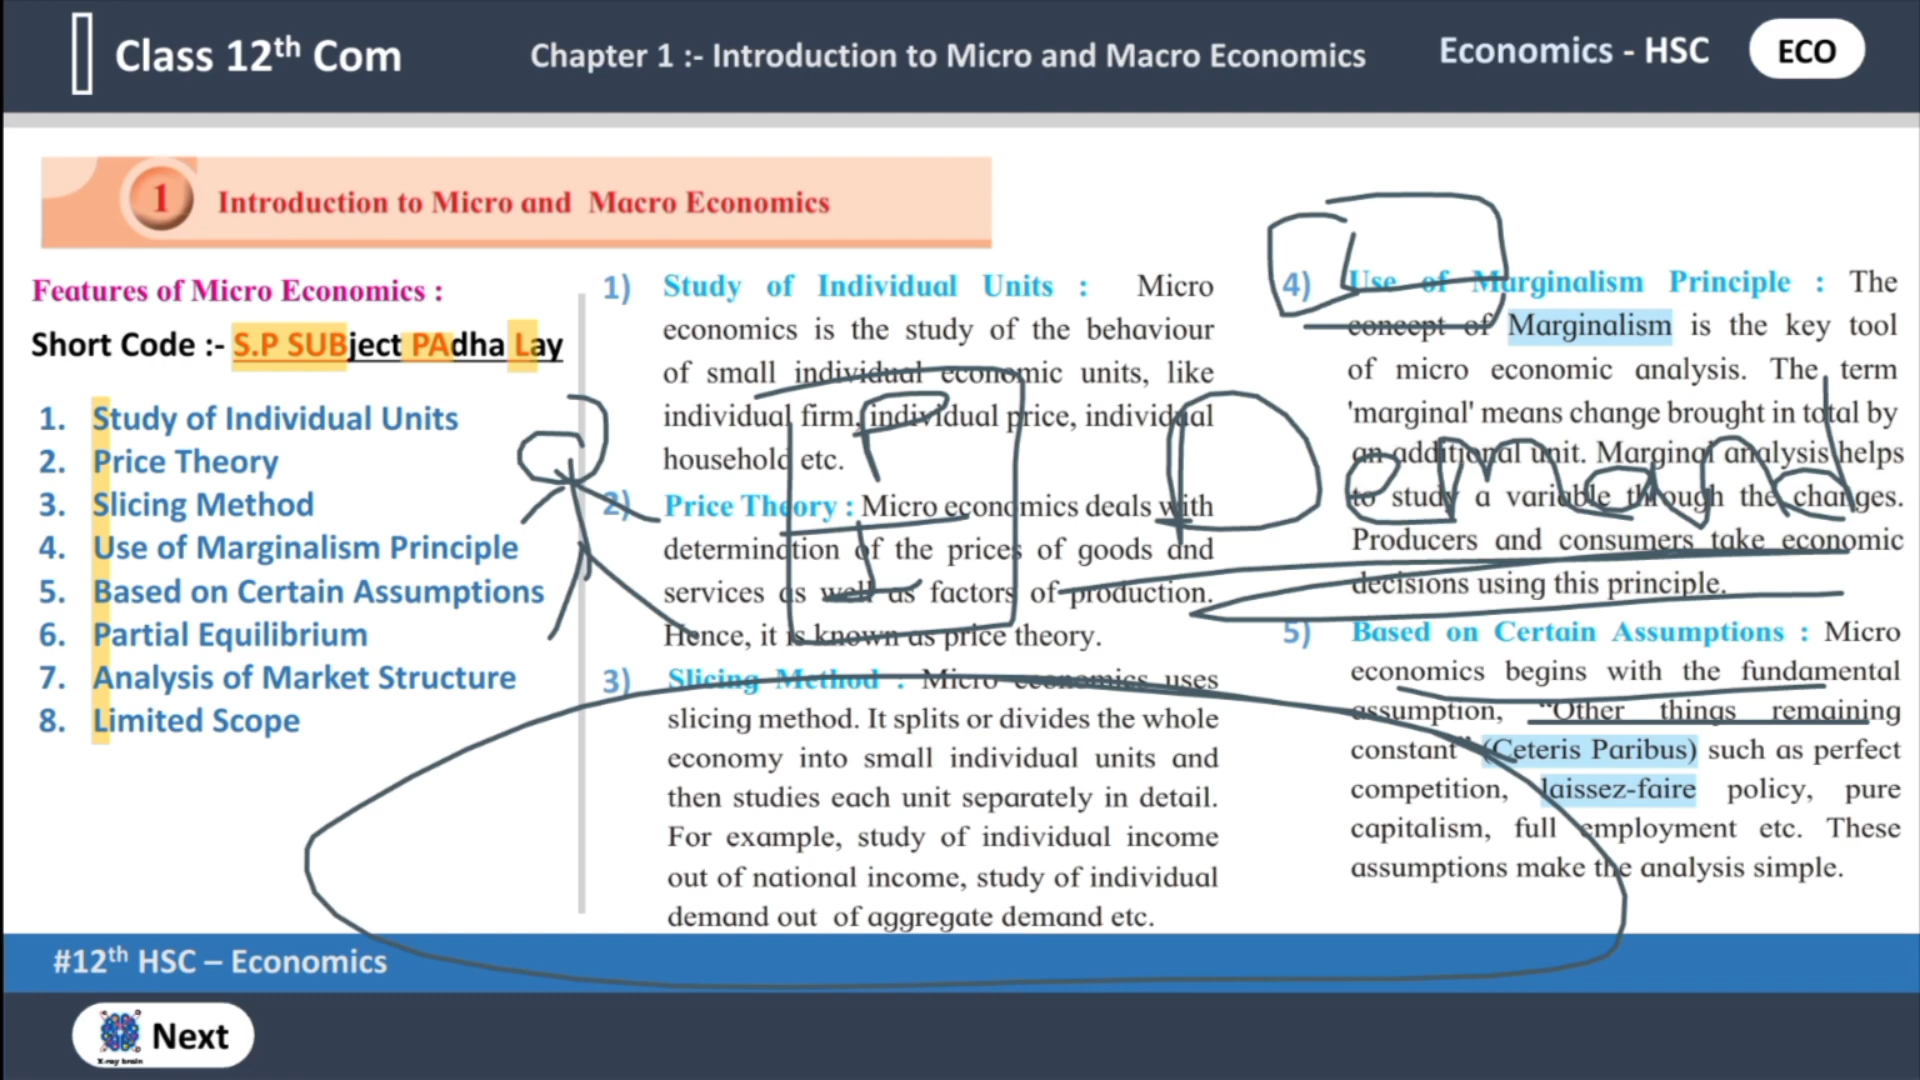 Class 12th Com
Chapter 1 :- Introduction to Micro and Macro Economics
Economics - HSC
ECO
1 Introduction to Micro and Macro Economics
Features of Micro Economics :
Short Code :- S.P SUBject PAdha Lay
1. Study of Individual Units
2. Price Theory
3. Slicing Method
4. Use of Marginalism Principle
5. Based on Certain Assumptions
6. Partial Equilibrium
7. Analysis of Market Structure
8. Limited Scope
1) Study of Individual Units : Micro
economics is the study of the behaviour
of small individual economic units, like
individual firm, individual price, individual
household etc.
2) Price Theory : Micro economics deals with
determination of the prices of goods and
services as well as factors of production.
Hence, it is known as price theory.
3) Slicing Method : Micro economics uses
slicing method. It splits or divides the whole
economy into small individual units and
then studies each unit separately in detail.
For example, study of individual income
out of national income, study of individual
demand out of aggregate demand etc.
4) Use of Marginalism Principle : The
concept of Marginalism is the key tool
of micro economic analysis. The term
'marginal' means change brought in total by
an additional unit. Marginal analysis helps
to study a variable through the changes.
Producers and consumers take economic
decisions using this principle.
5) Based on Certain Assumptions : Micro
economics begins with the fundamental
assumption, "Other things remaining
constant" (Ceteris Paribus) such as perfect
competition, laissez-faire policy, pure
capitalism, full employment etc. These
assumptions make the analysis simple.
P
I
Demand
#12th HSC – Economics
X-ray brain
Next